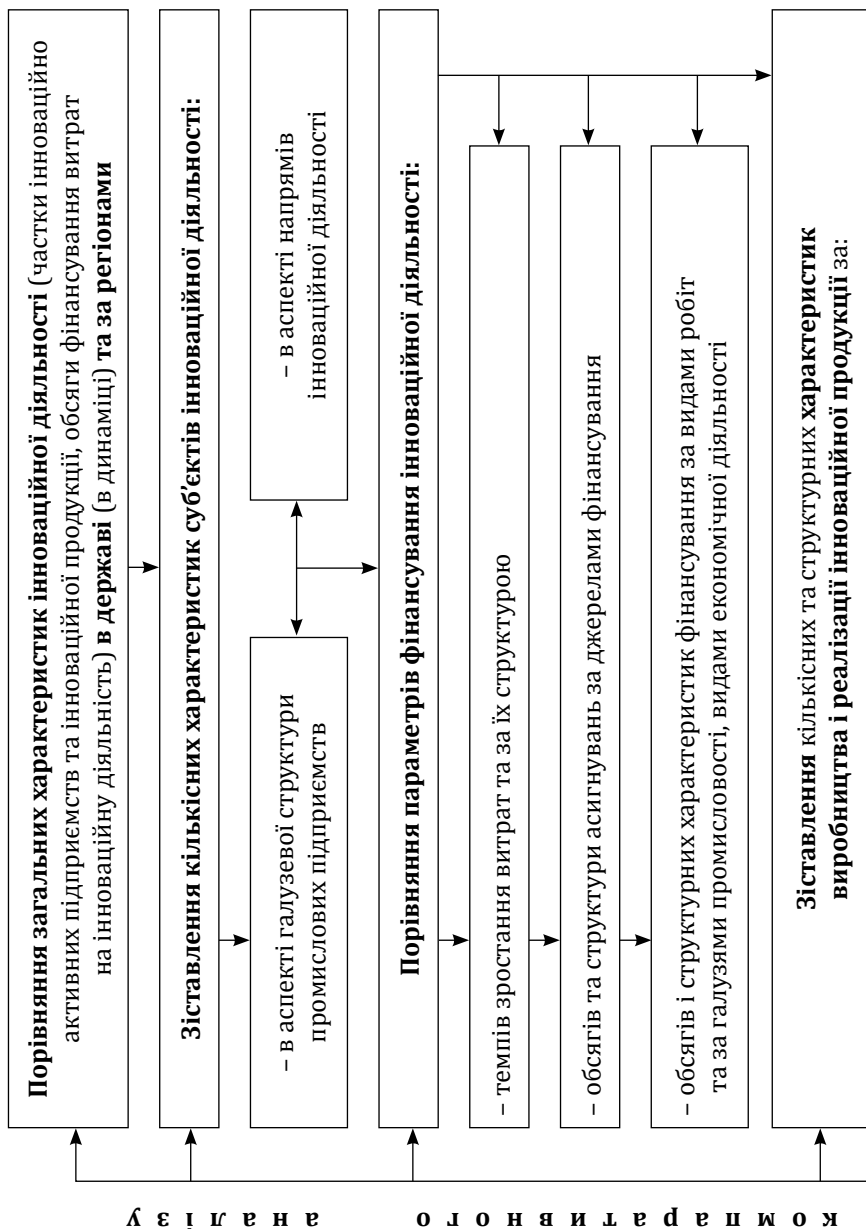 Порівняння загальних характеристик інноваційної діяльності (частки інноваційно
активних підприємств та інноваційної продукції, обсяги фінансування витрат
на інноваційну діяльність) в державі (в динаміці) та за регіонами
Зіставлення кількісних характеристик суб’єктів інноваційної діяльності:
– в аспекті галузевої структури
промислових підприємств
– в аспекті напрямів
інноваційної діяльності
Порівняння параметрів фінансування інноваційної діяльності:
– темпів зростання витрат та за їх структурою
– обсягів та структури асигнувань за джерелами фінансування
– обсягів і структурних характеристик фінансування за видами робіт
та за галузями промисловості, видами економічної діяльності
Зіставлення кількісних та структурних характеристик
виробництва і реалізації інноваційної продукції за:
компаративного аналізу